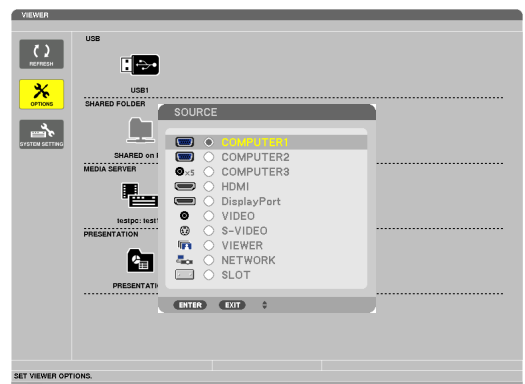 VIEWER
USB
REFRESH
USB1
OPTIONS
SHARED FOLDER
SOURCE
COMPUTER1
COMPUTER2
×5 COMPUTER3
HDMI
DisplayPort
VIDEO
S-VIDEO
VIEWER
NETWORK
SLOT
ENTER EXIT
SYSTEM SETTING
SHARED on
MEDIA SERVER
testpc: test
PRESENTATION
PRESENTATI
SET VIEWER OPTIONS.